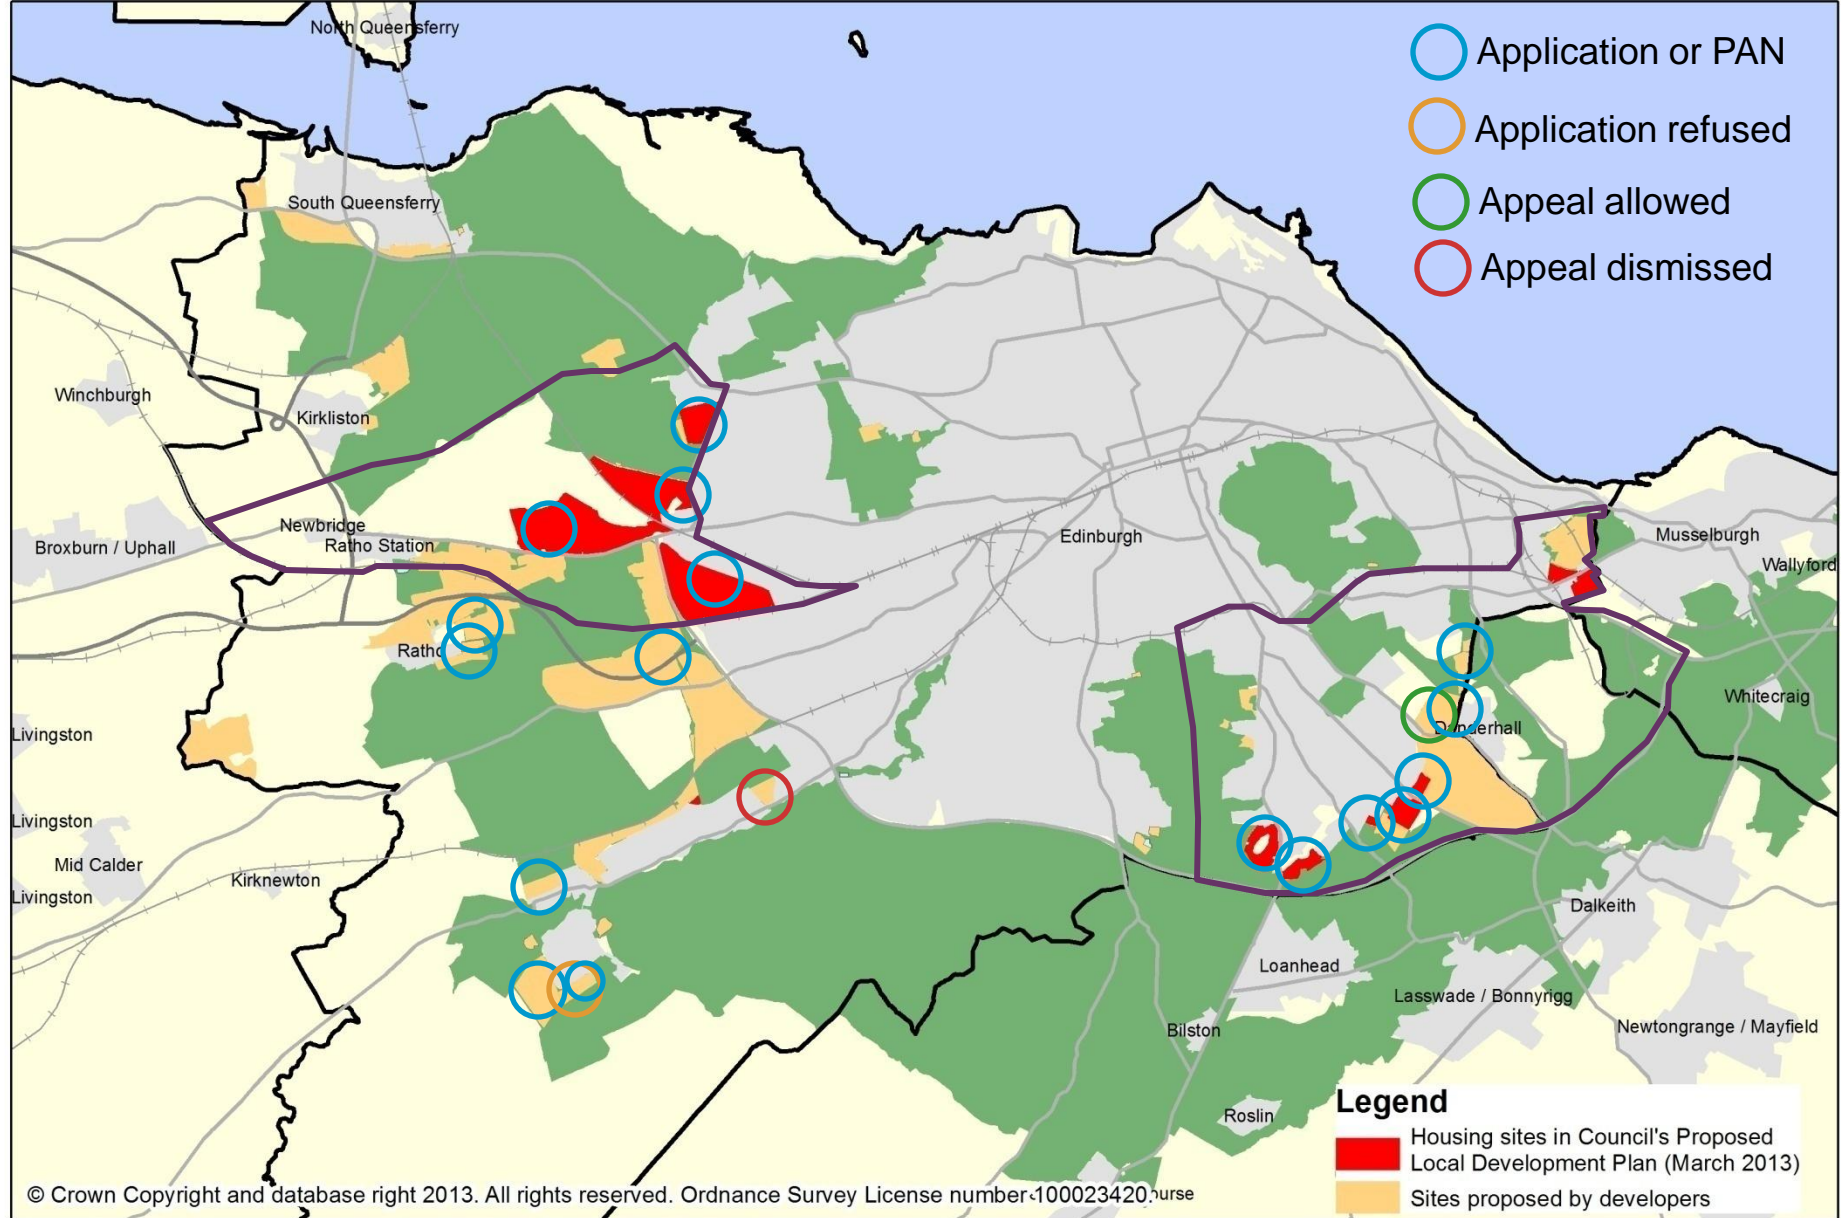 North Queensferry
Application or PAN
Application refused
Appeal allowed
Appeal dismissed
South Queensferry
Winchburgh
Kirkliston
Newbridge
Ratho Station
Broxburn / Uphall
Edinburgh
Musselburgh
Wallyford
Ratho
Whitecraig
Danderhall
Livingston
Livingston
Mid Calder
Kirknewton
Livingston
Dalkeith
Loanhead
Lasswade / Bonnyrigg
Newtongrange / Mayfield
Bilston
Roslin
Legend
Housing sites in Council's Proposed
Local Development Plan (March 2013)
Sites proposed by developers
© Crown Copyright and database right 2013. All rights reserved. Ordnance Survey License number 100023420.